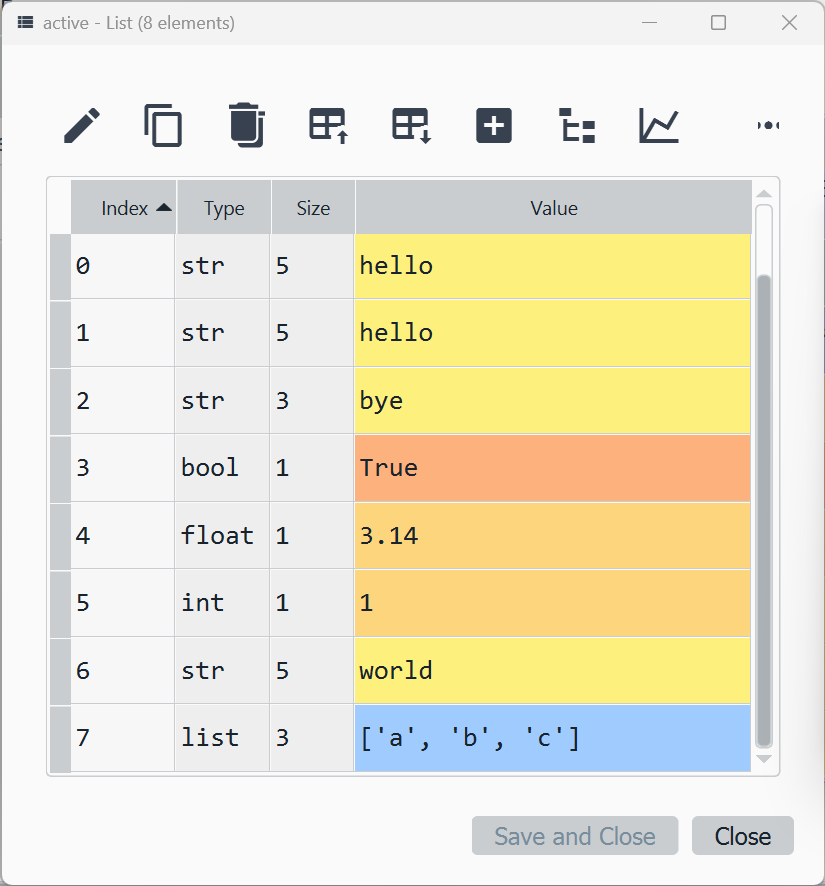 active - List (8 elements)
Index Type Size Value
0 str 5 hello
1 str 5 hello
2 str 3 bye
3 bool 1 True
4 float 1 3.14
5 int 1 1
6 str 5 world
7 list 3 ['a', 'b', 'c']
Save and Close Close